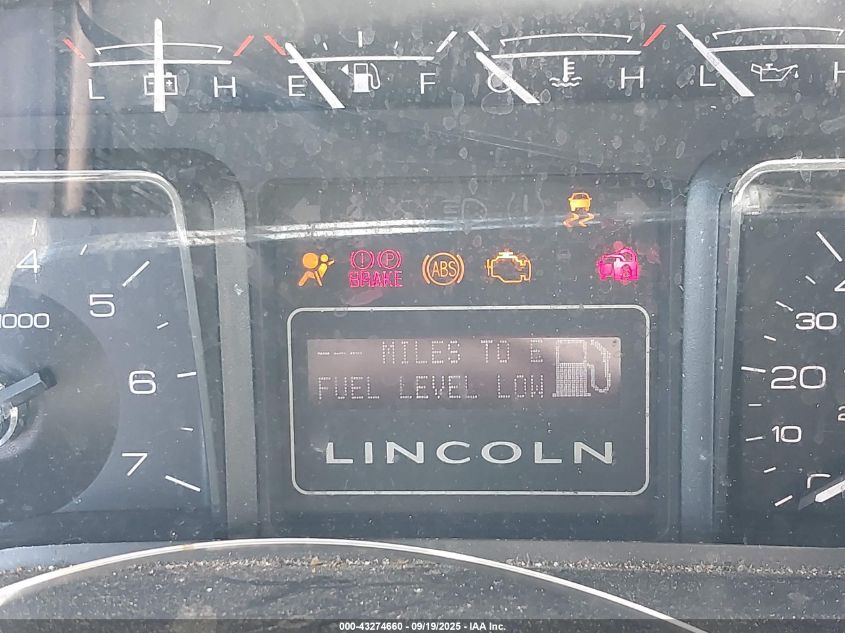 L H E F C H L H
4
5
1000
6
7
BRAKE
ABS
--- MILES TO E
FUEL LEVEL LOW
LINCOLN
30
20
10
000-43274660 - 09/19/2025 - IAA Inc.